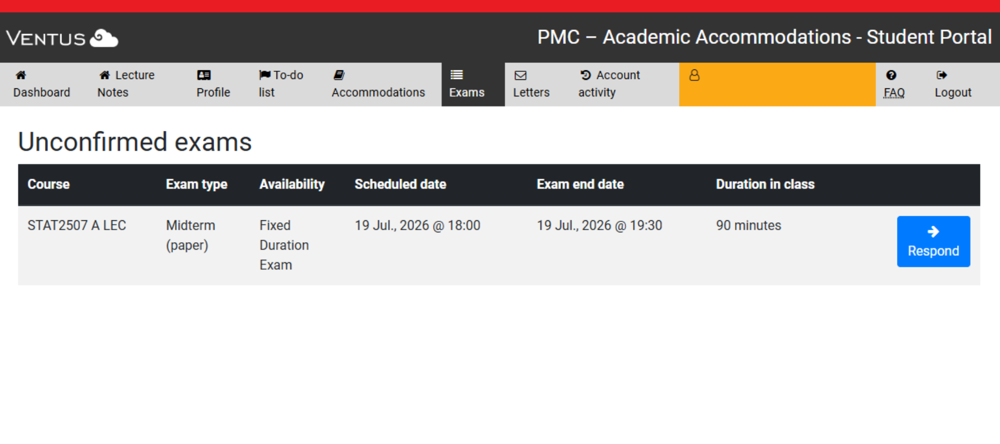 VENTUS
PMC – Academic Accommodations - Student Portal
Dashboard
Lecture Notes
Profile
To-do list
Accommodations
Exams
Letters
Account activity
FAQ
Logout
Unconfirmed exams
Course Exam type Availability Scheduled date Exam end date Duration in class
STAT2507 A LEC Midterm (paper) Fixed Duration Exam 19 Jul., 2026 @ 18:00 19 Jul., 2026 @ 19:30 90 minutes Respond